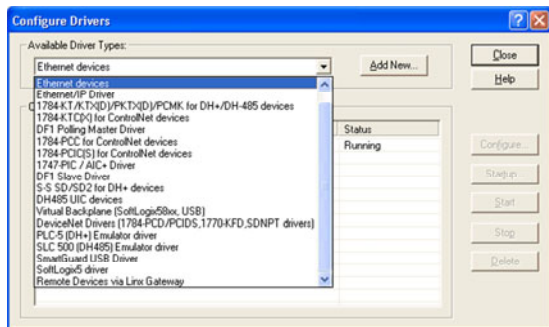 Configure Drivers
Available Driver Types:
Ethernet devices
Add New...
Close
Help
Ethernet devices
Ethernet/IP Driver
1784-KT/KTX(D)/PKTX(D)/PCMK for DH+/DH-485 devices
1784-KTC(X) for ControlNet devices
DF1 Polling Master Driver
1784-PCC for ControlNet devices
1784-PCIC(S) for ControlNet devices
1747-PIC / AIC+ Driver
DF1 Slave Driver
S-S SD/SD2 for DH+ devices
DH485 UIC devices
Virtual Backplane (SoftLogix58xx, USB)
DeviceNet Drivers (1784-PCD/PCIDS,1770-KFD,SDNPT drivers)
PLC-5 (DH+) Emulator driver
SLC 500 (DH485) Emulator driver
SmartGuard USB Driver
SoftLogix5 driver
Remote Devices via Linx Gateway
Status
Running
Configure...
Startup...
Start
Stop
Delete